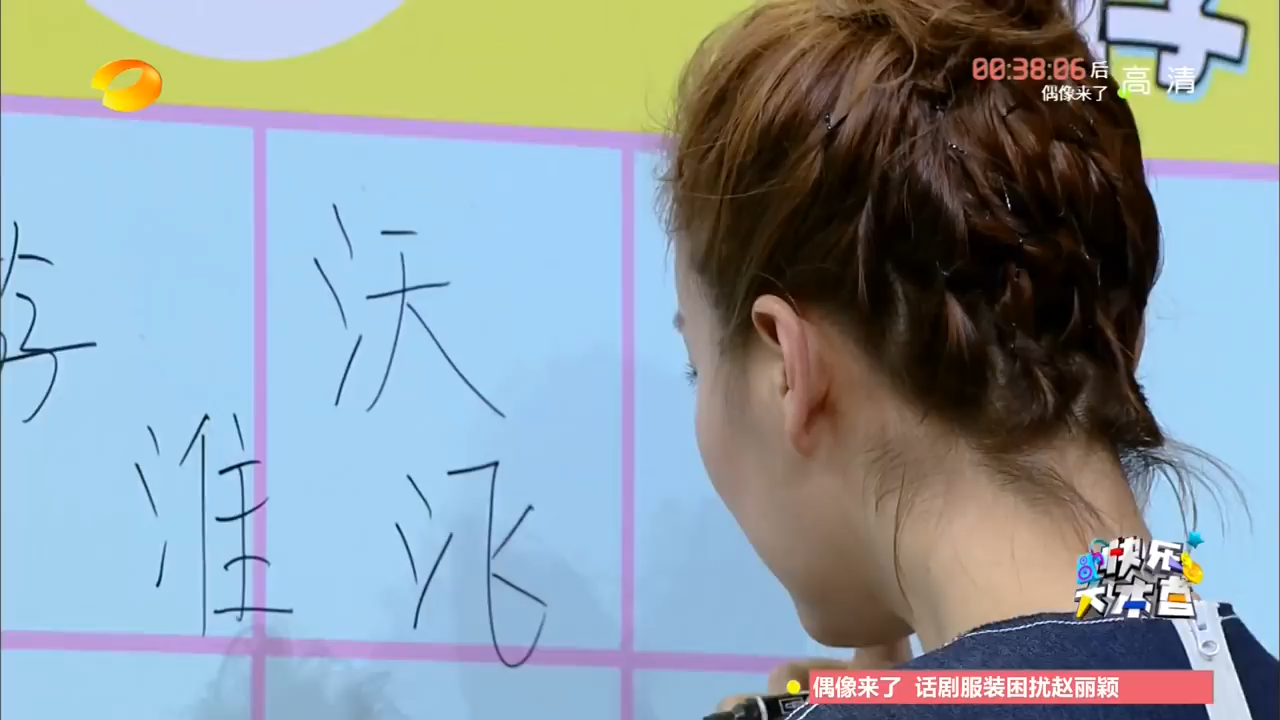 00:38:06后
偶像来了
高清
沃
淮
快乐
大本营
偶像来了 话剧服装困扰赵丽颖